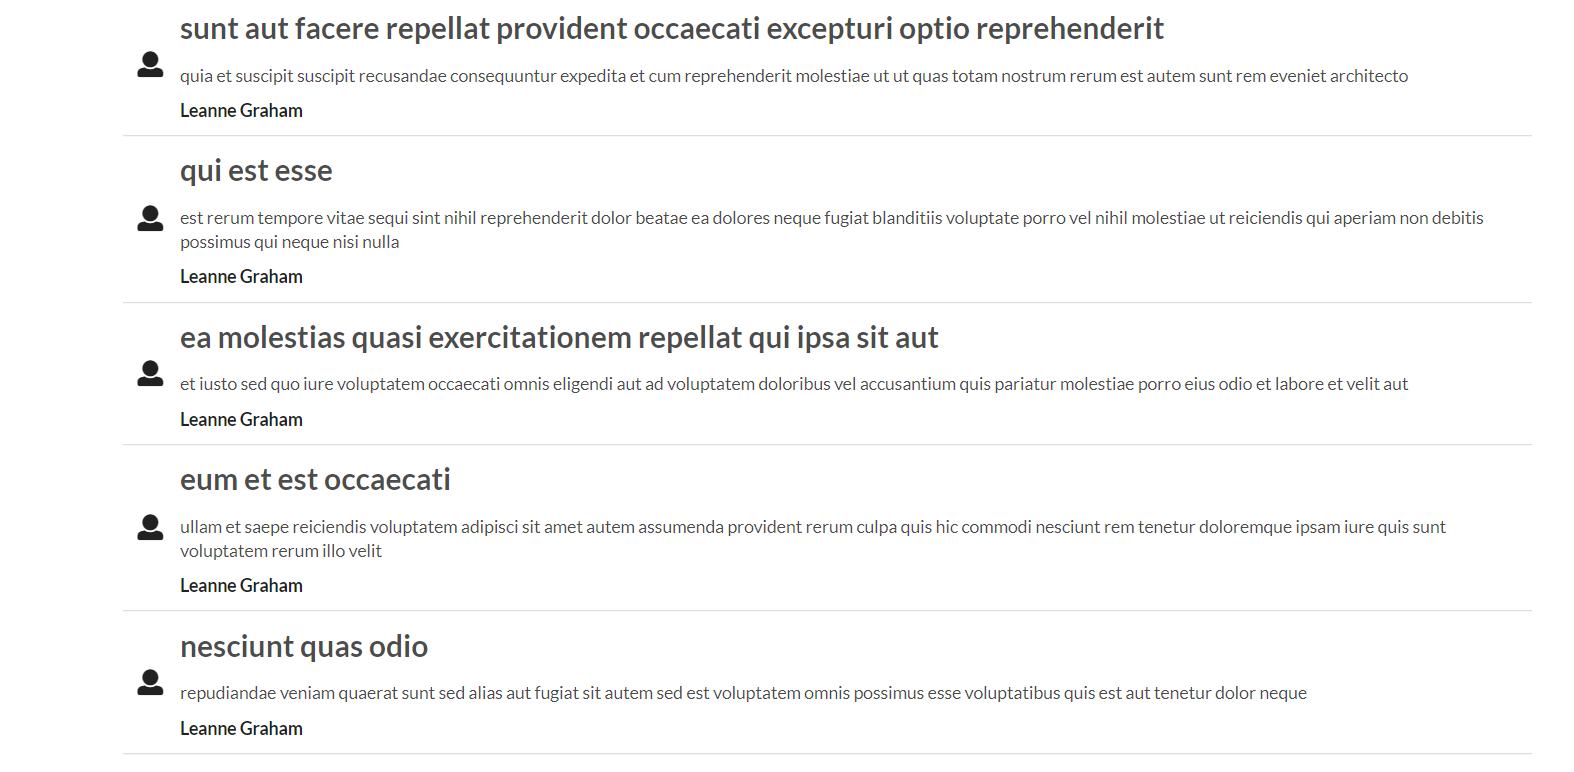 sunt aut facere repellat provident occaecati excepturi optio reprehenderit
quia et suscipit suscipit recusandae consequuntur expedita et cum reprehenderit molestiae ut ut quas totam nostrum rerum est autem sunt rem eveniet architecto
Leanne Graham
qui est esse
est rerum tempore vitae sequi sint nihil reprehenderit dolor beatae ea dolores neque fugiat blanditiis voluptate porro vel nihil molestiae ut reiciendis qui aperiam non debitis
possimus qui neque nisi nulla
Leanne Graham
ea molestias quasi exercitationem repellat qui ipsa sit aut
et iusto sed quo iure voluptatem occaecati omnis eligendi aut ad voluptatem doloribus vel accusantium quis pariatur molestiae porro eius odio et labore et velit aut
Leanne Graham
eum et est occaecati
ullam et saepe reiciendis voluptatem adipisci sit amet autem assumenda provident rerum culpa quis hic commodi nesciunt rem tenetur doloremque ipsam iure quis sunt
voluptatem rerum illo velit
Leanne Graham
nesciunt quas odio
repudiandae veniam quaerat sunt sed alias aut fugiat sit autem sed est voluptatem omnis possimus esse voluptatibus quis est aut tenetur dolor neque
Leanne Graham